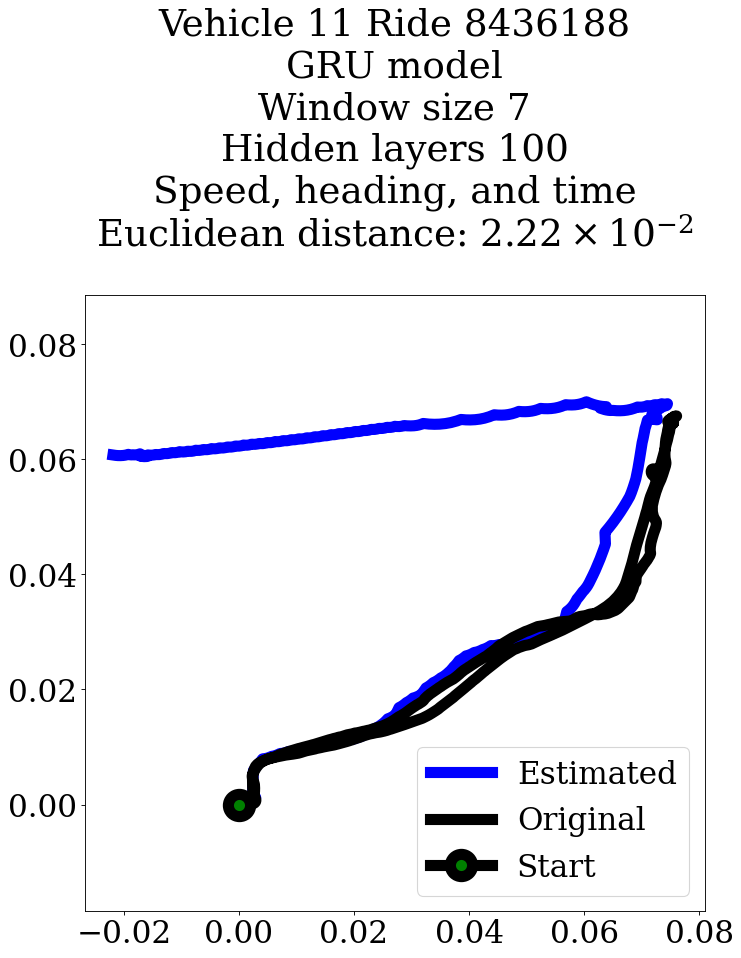 Vehicle 11 Ride 8436188
GRU model
Window size 7
Hidden layers 100
Speed, heading, and time
Euclidean distance: 2.22 × 10⁻²
0.08
0.06
0.04
0.02
0.00
Estimated
Original
Start
−0.02 0.00 0.02 0.04 0.06 0.08